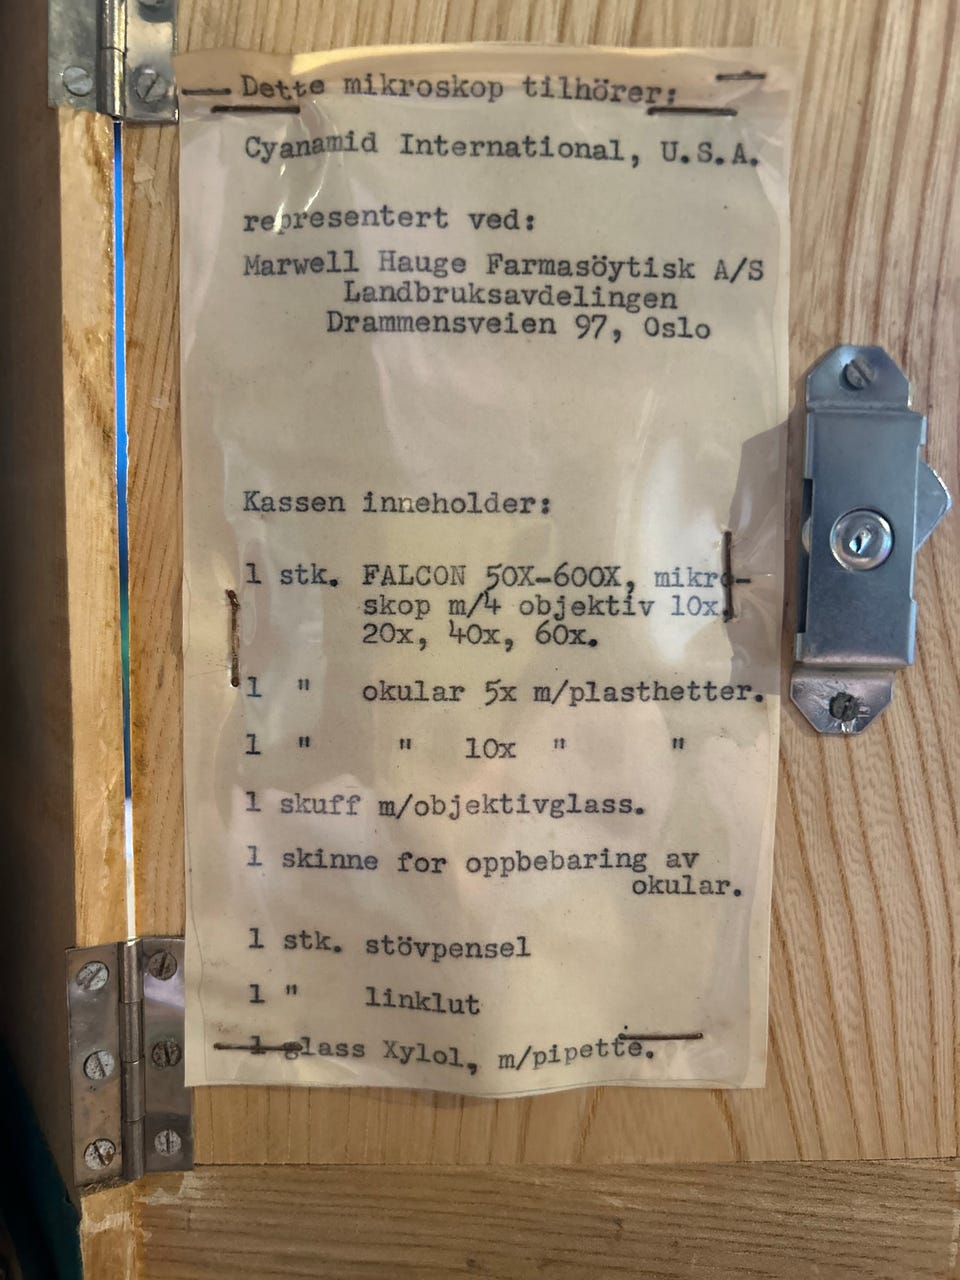 Dette mikroskop tilhörer:
Cyanamid International, U.S.A.
representert ved:
Marwell Hauge Farmasöytisk A/S
Landbruksavdelingen
Drammensveien 97, Oslo
Kassen inneholder:
1 stk. FALCON 50X-600X, mikro-
skop m/4 objektiv 10x,
20x, 40x, 60x.
1 " okular 5x m/plasthetter.
1 " " 10x " "
1 skuff m/objektivglass.
1 skinne for oppbebaring av
okular.
1 stk. stövpensel
1 " linklut
1 glass Xylol, m/pipette.